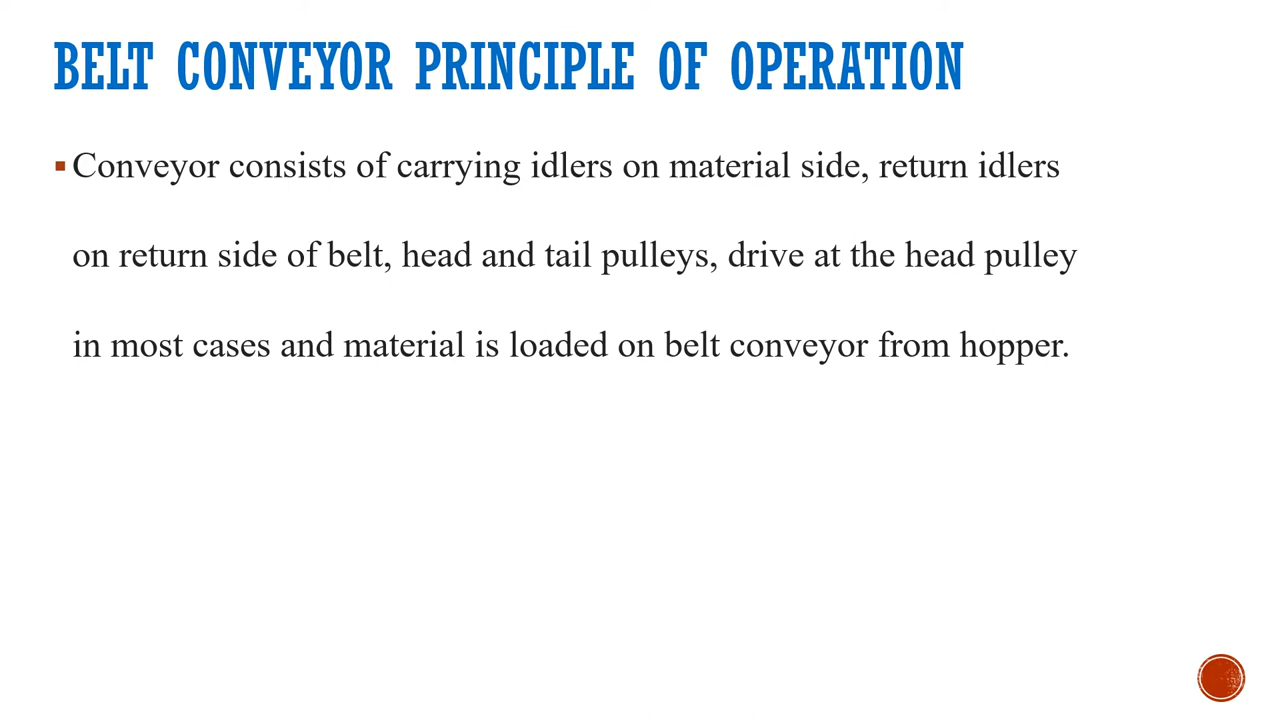 BELT CONVEYOR PRINCIPLE OF OPERATION
▪Conveyor consists of carrying idlers on material side, return idlers
on return side of belt, head and tail pulleys, drive at the head pulley
in most cases and material is loaded on belt conveyor from hopper.